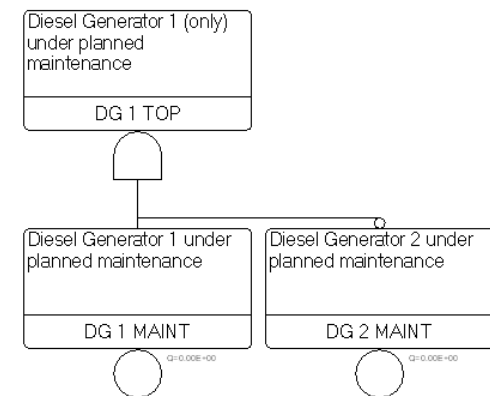 Diesel Generator 1 (only)
under planned
maintenance
DG 1 TOP
Diesel Generator 1 under
planned maintenance
Diesel Generator 2 under
planned maintenance
DG 1 MAINT
DG 2 MAINT
Q=0.00E+00
Q=0.00E+00